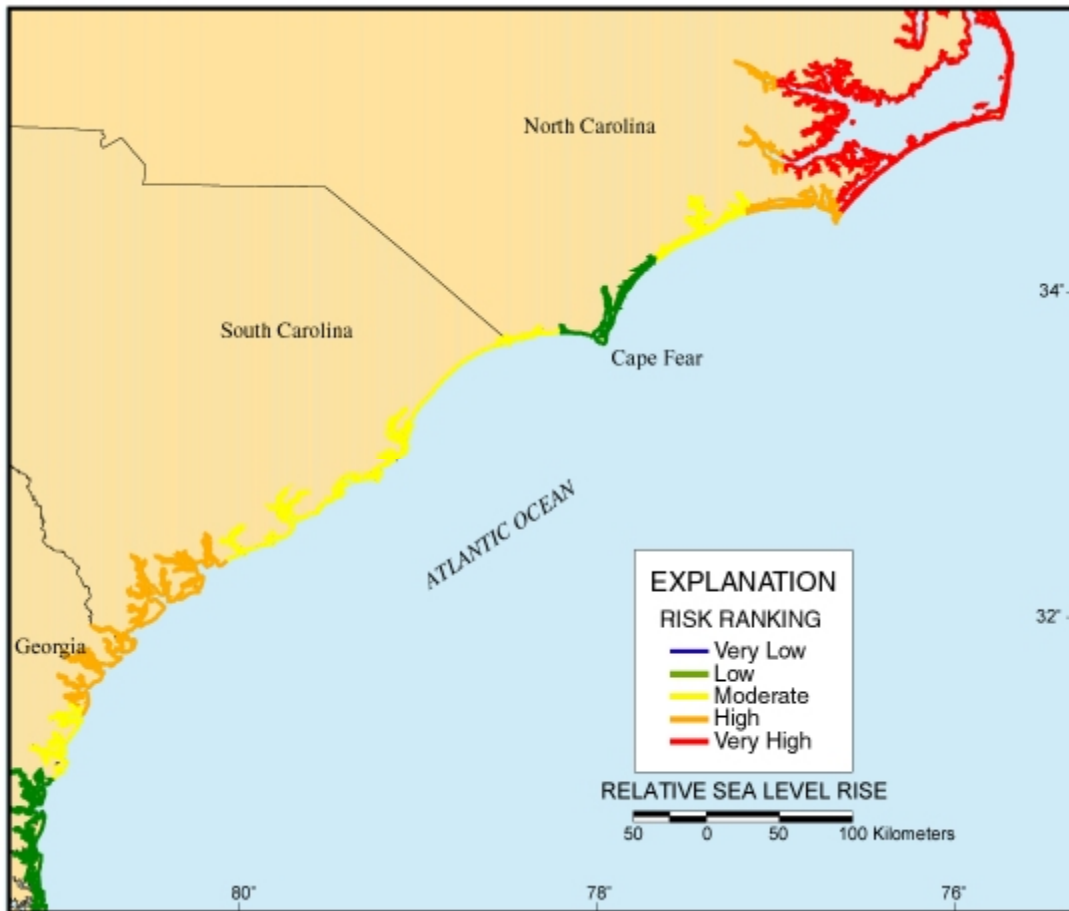 North Carolina
34°
South Carolina
Cape Fear
ATLANTIC OCEAN
EXPLANATION
RISK RANKING
Very Low
Low
Moderate
High
Very High
32°
Georgia
RELATIVE SEA LEVEL RISE
50 0 50 100 Kilometers
80° 78° 76°